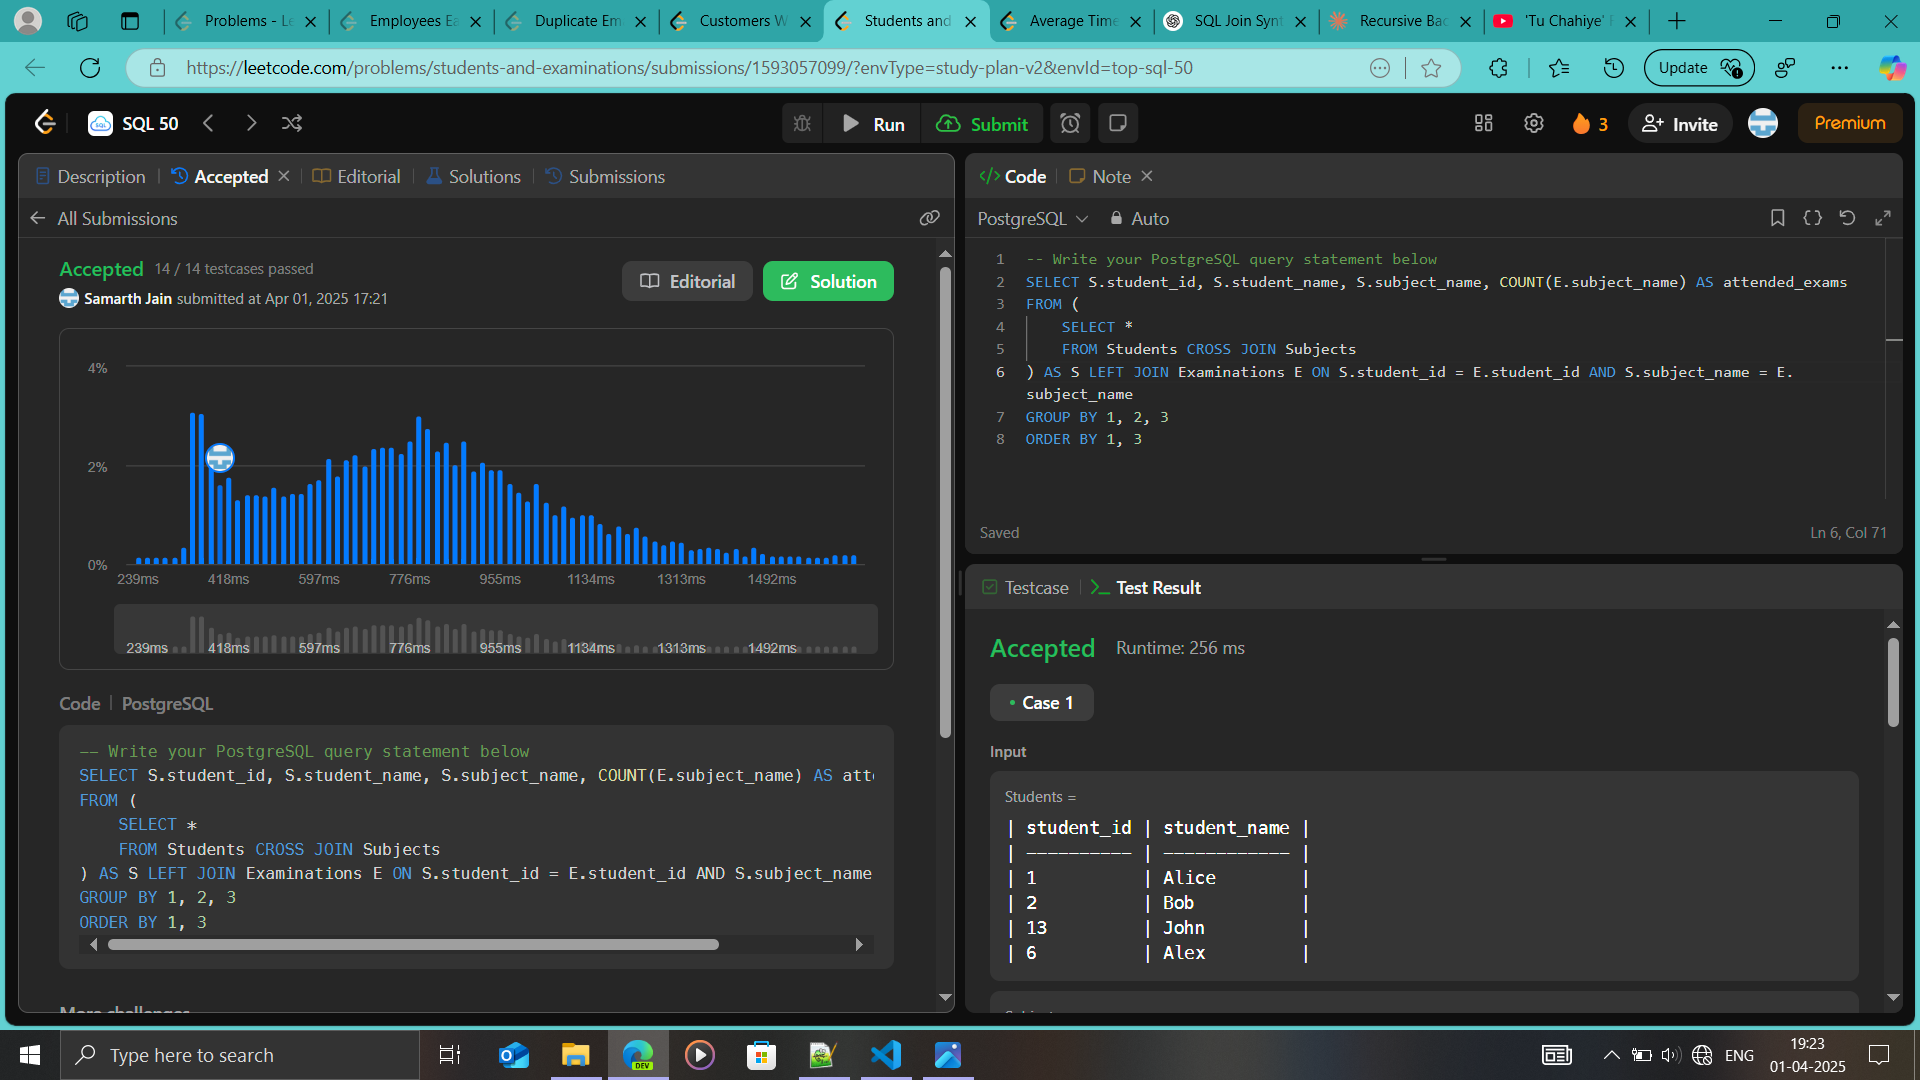 Problems - Le
Employees Ea
Duplicate Em
Customers W
Students and
Average Time
SQL Join Synt
Recursive Bac
'Tu Chahiye' F
https://leetcode.com/problems/students-and-examinations/submissions/1593057099/?envType=study-plan-v2&envId=top-sql-50
Update
SQL 50
Run
Submit
3
Invite
Premium
Description
Accepted
Editorial
Solutions
Submissions
All Submissions
Accepted 14 / 14 testcases passed
Samarth Jain submitted at Apr 01, 2025 17:21
Editorial
Solution
4%
2%
0%
239ms 418ms 597ms 776ms 955ms 1134ms 1313ms 1492ms
239ms 418ms 597ms 776ms 955ms 1134ms 1313ms 1492ms
Code | PostgreSQL
-- Write your PostgreSQL query statement below
SELECT S.student_id, S.student_name, S.subject_name, COUNT(E.subject_name) AS att
FROM (
SELECT *
FROM Students CROSS JOIN Subjects
) AS S LEFT JOIN Examinations E ON S.student_id = E.student_id AND S.subject_name
GROUP BY 1, 2, 3
ORDER BY 1, 3
More challenges
</> Code
Note
PostgreSQL
Auto
1 -- Write your PostgreSQL query statement below
2 SELECT S.student_id, S.student_name, S.subject_name, COUNT(E.subject_name) AS attended_exams
3 FROM (
4 SELECT *
5 FROM Students CROSS JOIN Subjects
6 ) AS S LEFT JOIN Examinations E ON S.student_id = E.student_id AND S.subject_name = E.
subject_name
7 GROUP BY 1, 2, 3
8 ORDER BY 1, 3
Saved
Ln 6, Col 71
Testcase
Test Result
Accepted Runtime: 256 ms
• Case 1
Input
Students =
| student_id | student_name |
| ---------- | ------------ |
| 1 | Alice |
| 2 | Bob |
| 13 | John |
| 6 | Alex |
Type here to search
DEV
ENG
19:23
01-04-2025